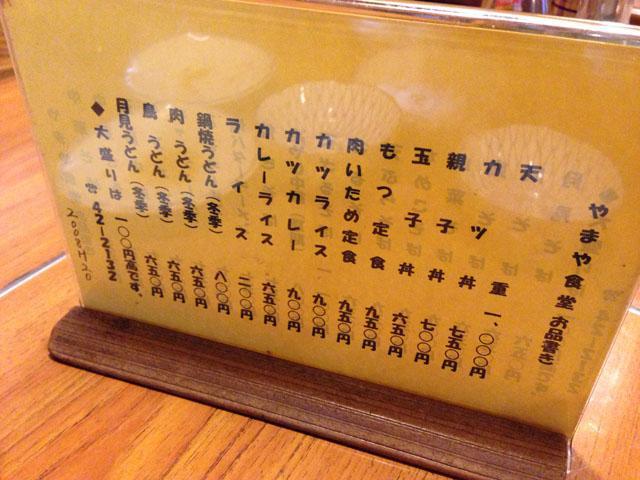 やまや食堂お品書き
天重 一、〇〇〇円
カツ丼 七五〇円
親子丼 七〇〇円
玉子丼 六五〇円
もつ定食 九五〇円
肉いため定食 九五〇円
カツライス 九〇〇円
カツカレー 九〇〇円
カレーライス 六五〇円
ライス 二〇〇円
鍋焼うどん(冬季) 八〇〇円
肉うどん(冬季) 六五〇円
鳥うどん(冬季) 六五〇円
月見うどん(冬季) 六五〇円
◆大盛りは一〇〇円高です。
☎42-2132
2008H20